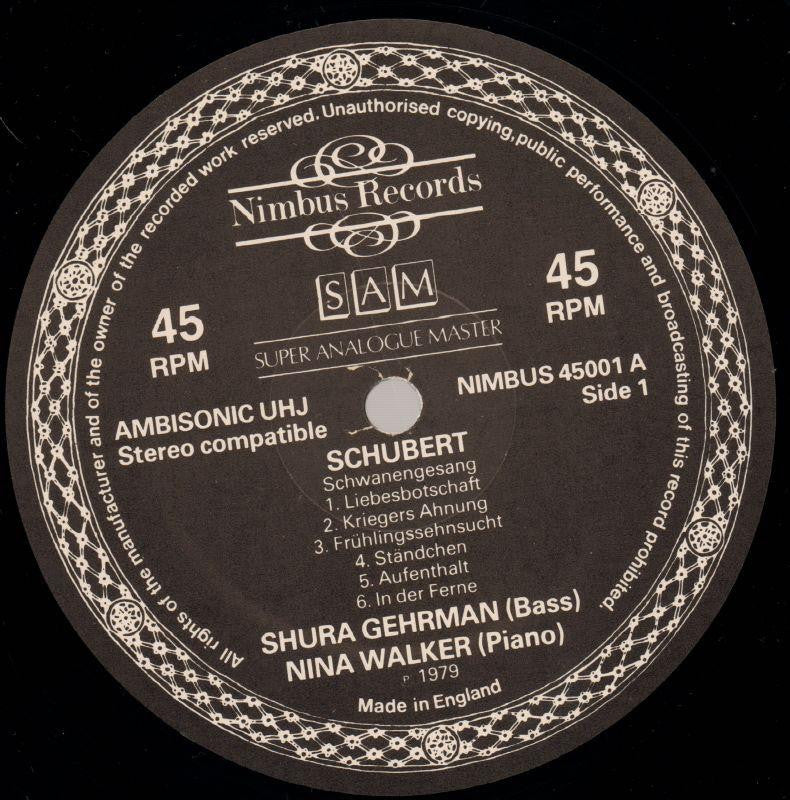 All rights of the manufacturer and of the owner of the recorded work reserved. Unauthorised copying, public performance and broadcasting of this record prohibited.
Nimbus Records
SAM
SUPER ANALOGUE MASTER
45
RPM
45
RPM
AMBISONIC UHJ
Stereo compatible
NIMBUS 45001 A
Side 1
SCHUBERT
Schwanengesang
1. Liebesbotschaft
2. Kriegers Ahnung
3. Frühlingssehnsucht
4. Ständchen
5. Aufenthalt
6. In der Ferne
SHURA GEHRMAN (Bass)
NINA WALKER (Piano)
℗ 1979
Made in England